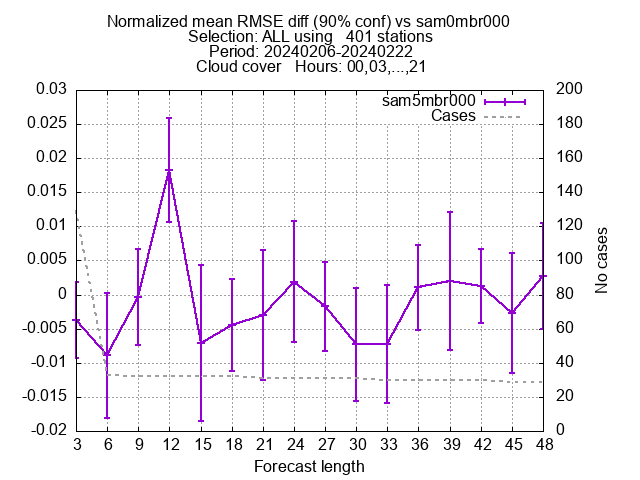 Normalized mean RMSE diff (90% conf) vs sam0mbr000
Selection: ALL using   401 stations
Period: 20240206-20240222
Cloud cover   Hours: 00,03,...,21
sam5mbr000
Cases
0.03
0.025
0.02
0.015
0.01
0.005
0
-0.005
-0.01
-0.015
-0.02
200
180
160
140
120
100
80
60
40
20
0
No cases
3 6 9 12 15 18 21 24 27 30 33 36 39 42 45 48
Forecast length